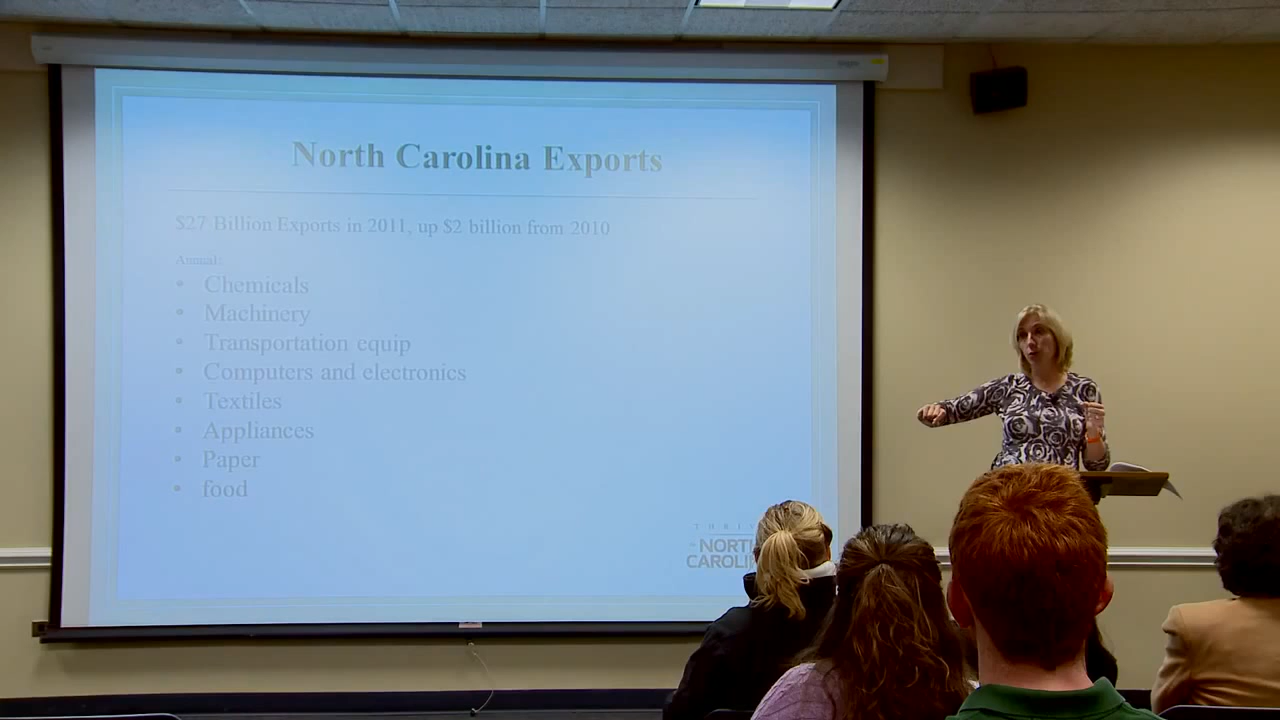 North Carolina Exports
$27 Billion Exports in 2011, up $2 billion from 2010
Annual:
• Chemicals
• Machinery
• Transportation equip
• Computers and electronics
• Textiles
• Appliances
• Paper
• food
NORTH
CAROLIN